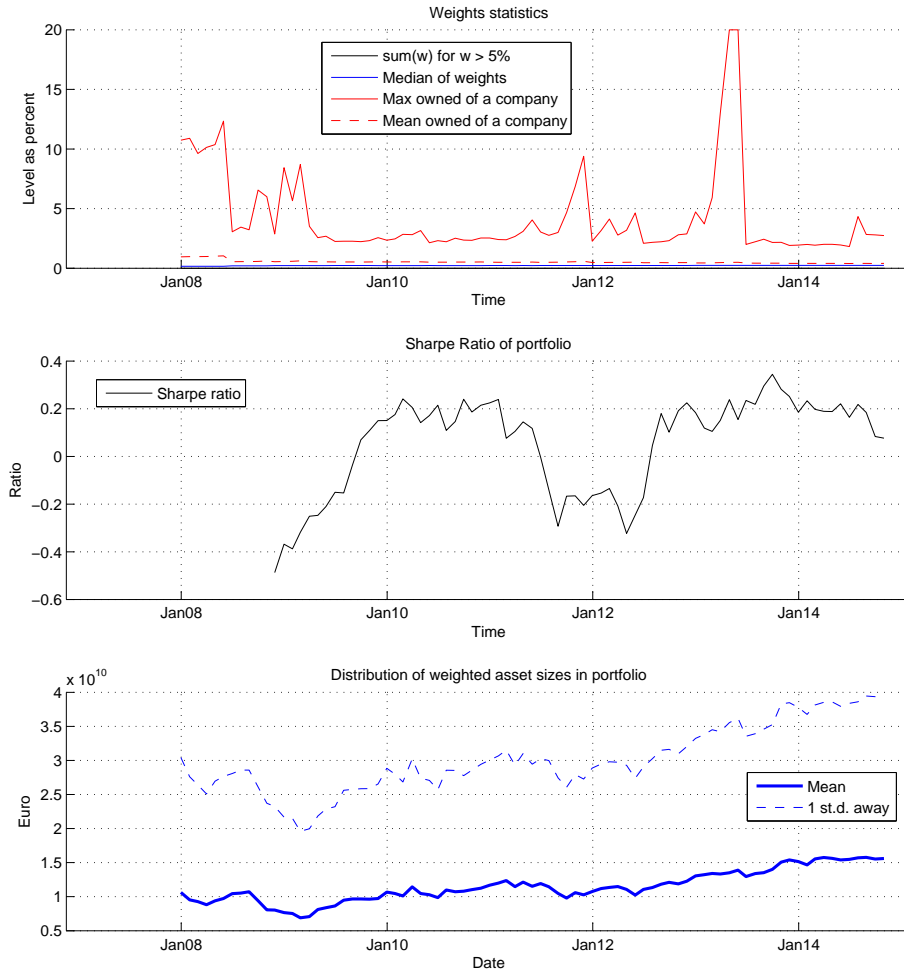 Weights statistics
20
15
10
5
0
Level as percent
sum(w) for w > 5%
Median of weights
Max owned of a company
Mean owned of a company
Jan08 Jan10 Jan12 Jan14
Time
Sharpe Ratio of portfolio
0.4
0.2
0
−0.2
−0.4
−0.6
Ratio
Sharpe ratio
Jan08 Jan10 Jan12 Jan14
Time
Distribution of weighted asset sizes in portfolio
x 10^10
4
3.5
3
2.5
2
1.5
1
0.5
Euro
Mean
1 st.d. away
Jan08 Jan10 Jan12 Jan14
Date